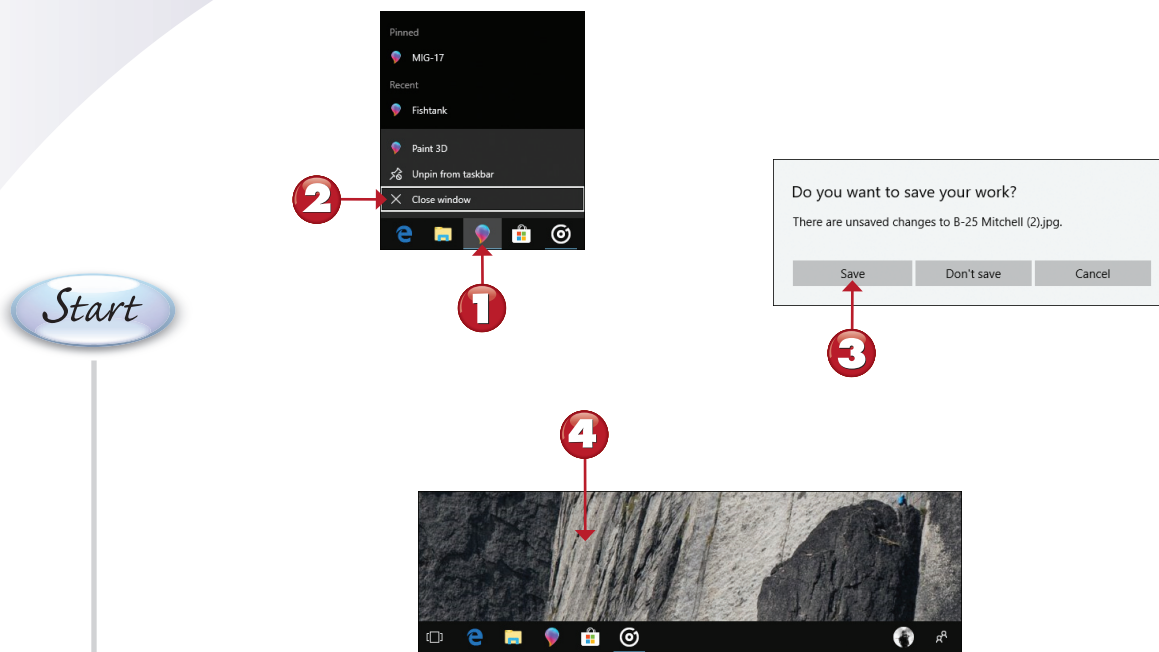 Pinned
MIG-17
Recent
Fishtank
Paint 3D
Unpin from taskbar
2
Close window
1
Do you want to save your work?
There are unsaved changes to B-25 Mitchell (2).jpg.
Save
Don't save
Cancel
3
Start
4